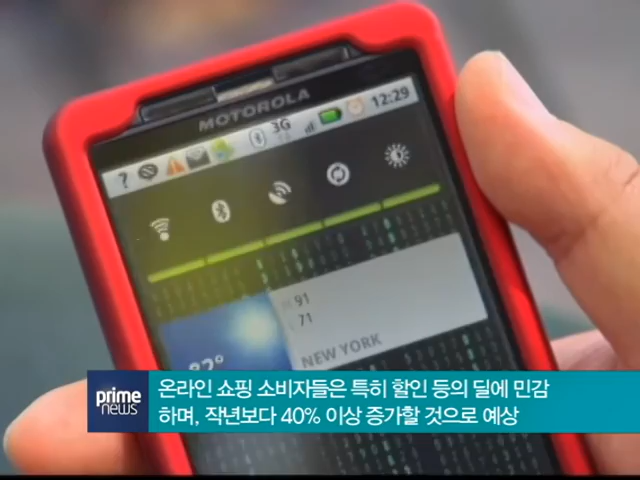 MOTOROLA
? 3G 12:29
91
71
NEW YORK
prime
news
온라인 쇼핑 소비자들은 특히 할인 등의 딜에 민감
하며, 작년보다 40% 이상 증가할 것으로 예상